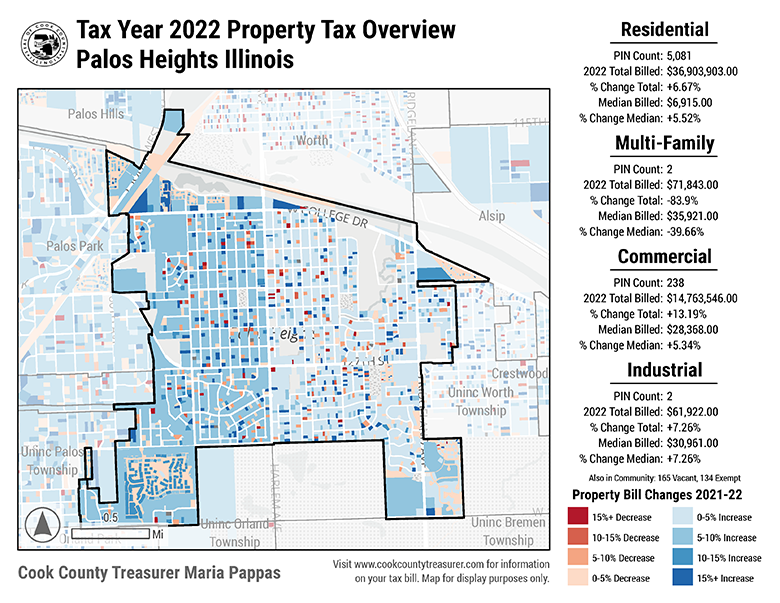 Tax Year 2022 Property Tax Overview
Palos Heights Illinois
Palos Hills
RIDGELAND
115TH
Worth
W COLLEGE DR
Palos Park
Alsip
eig
Crestwood
Uninc Worth
Township
Uninc Palos
Township
HARLEM AVE
0.5
Mi
Orland Park
Uninc Orland
Township
Uninc Bremen
Township
Cook County Treasurer Maria Pappas
Visit www.cookcountytreasurer.com for information
on your tax bill. Map for display purposes only.
Residential
PIN Count: 5,081
2022 Total Billed: $36,903,903.00
% Change Total: +6.67%
Median Billed: $6,915.00
% Change Median: +5.52%
Multi-Family
PIN Count: 2
2022 Total Billed: $71,843.00
% Change Total: -83.9%
Median Billed: $35,921.00
% Change Median: -39.66%
Commercial
PIN Count: 238
2022 Total Billed: $14,763,546.00
% Change Total: +13.19%
Median Billed: $28,368.00
% Change Median: +5.34%
Industrial
PIN Count: 2
2022 Total Billed: $61,922.00
% Change Total: +7.26%
Median Billed: $30,961.00
% Change Median: +7.26%
Also in Community: 165 Vacant, 134 Exempt
Property Bill Changes 2021-22
15%+ Decrease
10-15% Decrease
5-10% Decrease
0-5% Decrease
0-5% Increase
5-10% Increase
10-15% Increase
15%+ Increase